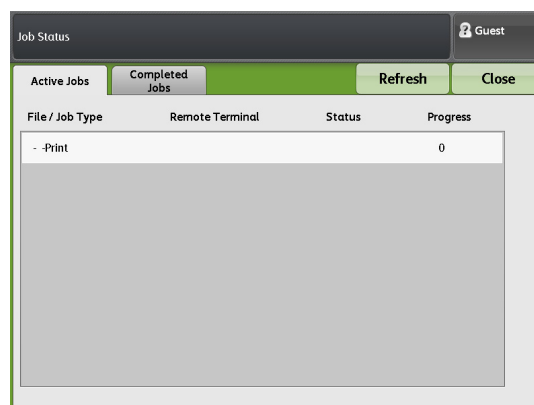 Job Status
Guest
Active Jobs
Completed
Jobs
Refresh
Close
File / Job Type Remote Terminal Status Progress
- -Print 0